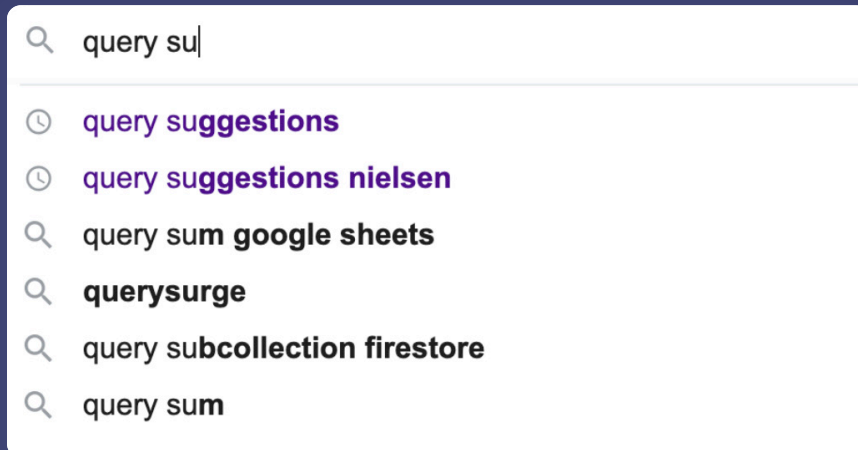 query su
query suggestions
query suggestions nielsen
query sum google sheets
querysurge
query subcollection firestore
query sum